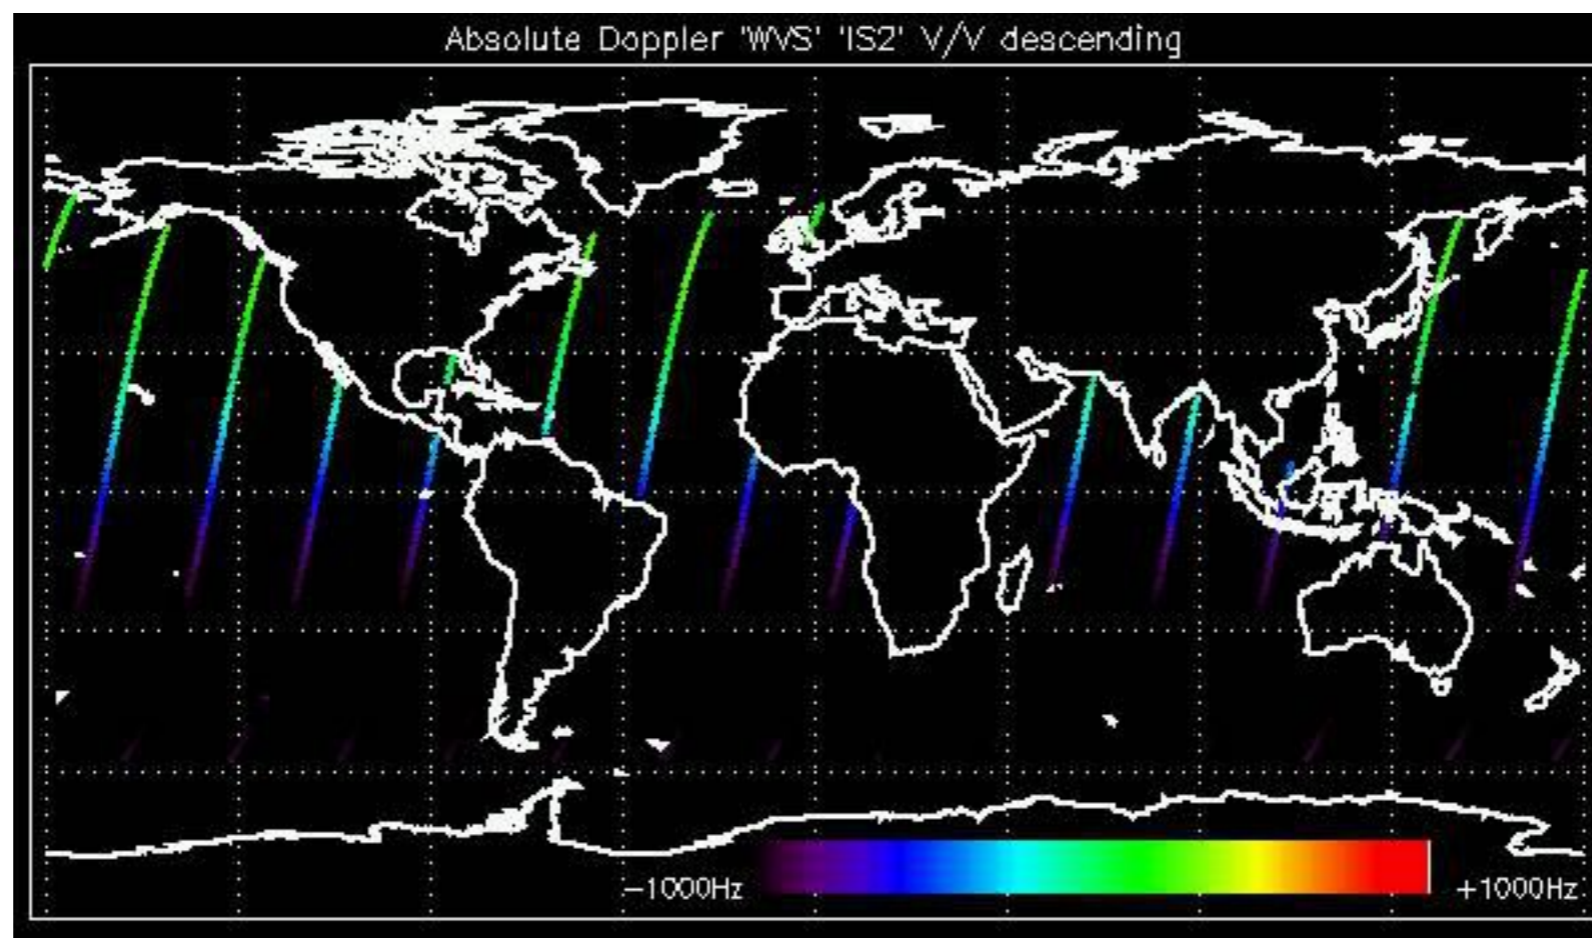 Absolute Doppler 'WVS' 'IS2' V/V descending
−1000Hz
+1000Hz